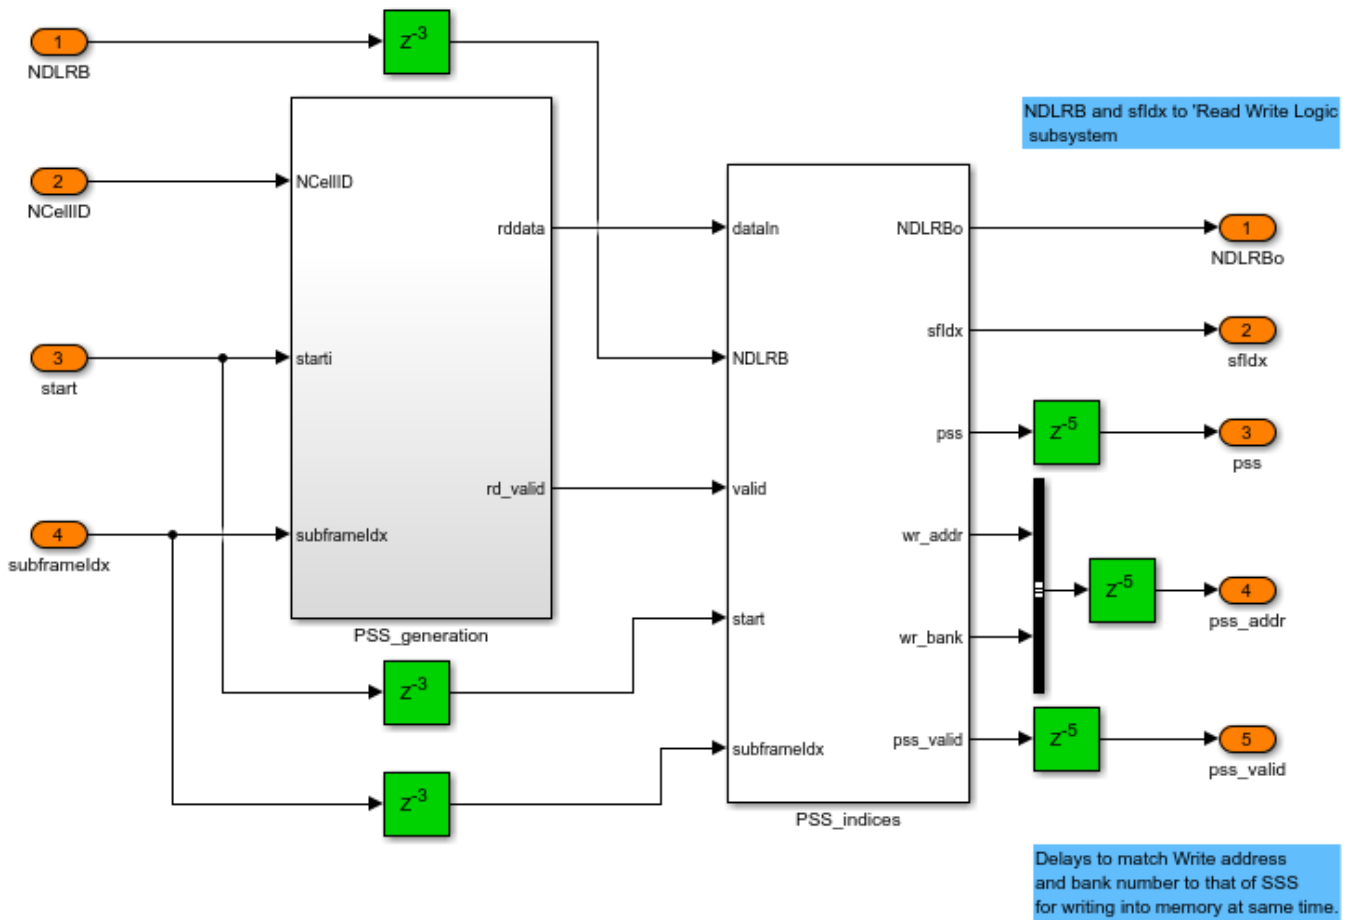 1
NDLRB
Z-3
NDLRB and sfIdx to 'Read Write Logic
subsystem
2
NCellID
NCellID
rddata
dataIn
NDLRBo
1
NDLRBo
3
start
starti
NDLRB
sfIdx
2
sfIdx
pss
Z-5
3
pss
4
subframeIdx
subframeIdx
rd_valid
valid
wr_addr
PSS_generation
start
wr_bank
Z-5
4
pss_addr
Z-3
Z-3
subframeIdx
pss_valid
Z-5
5
pss_valid
PSS_indices
Delays to match Write address
and bank number to that of SSS
for writing into memory at same time.